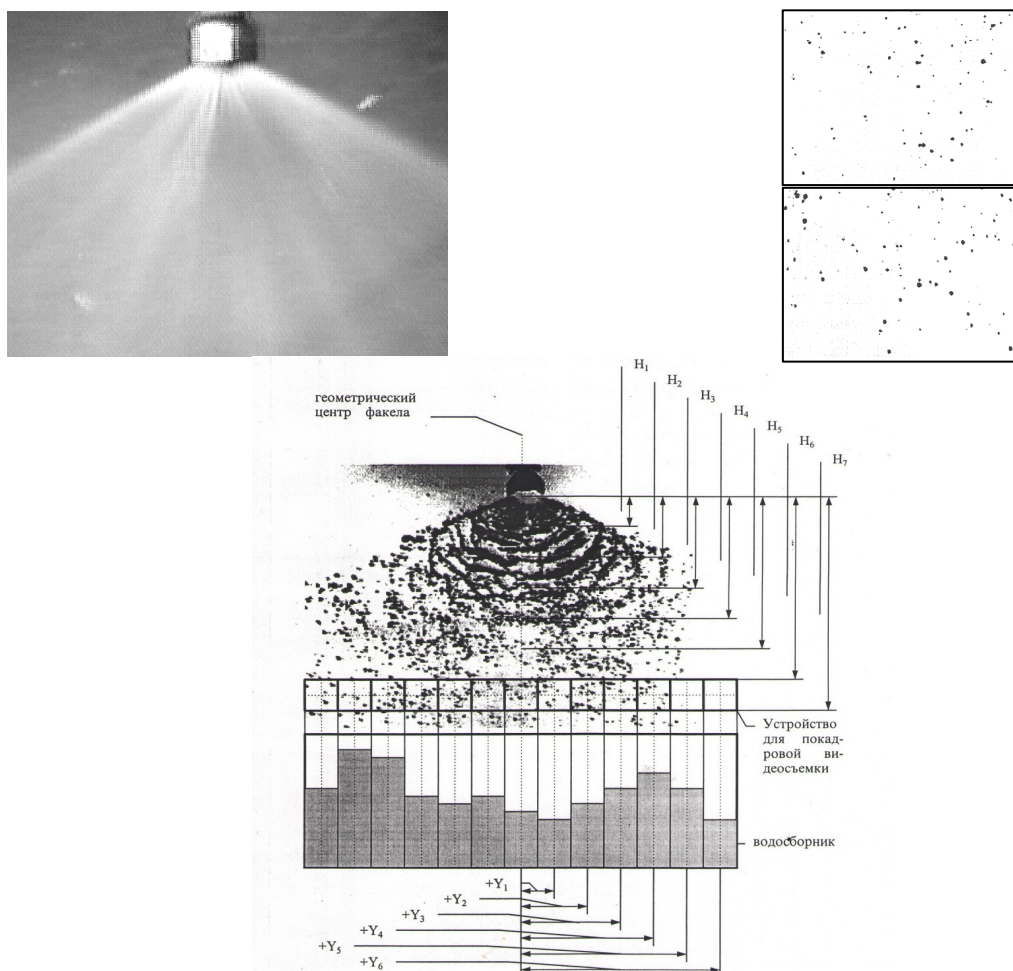 H₁
H₂
геометрический
центр факела
H₃
H₄
H₅
H₆
H₇
Устройство
для покад-
ровой ви-
деосъемки
водосборник
+Y₁
+Y₂
+Y₃
+Y₄
+Y₅
+Y₆